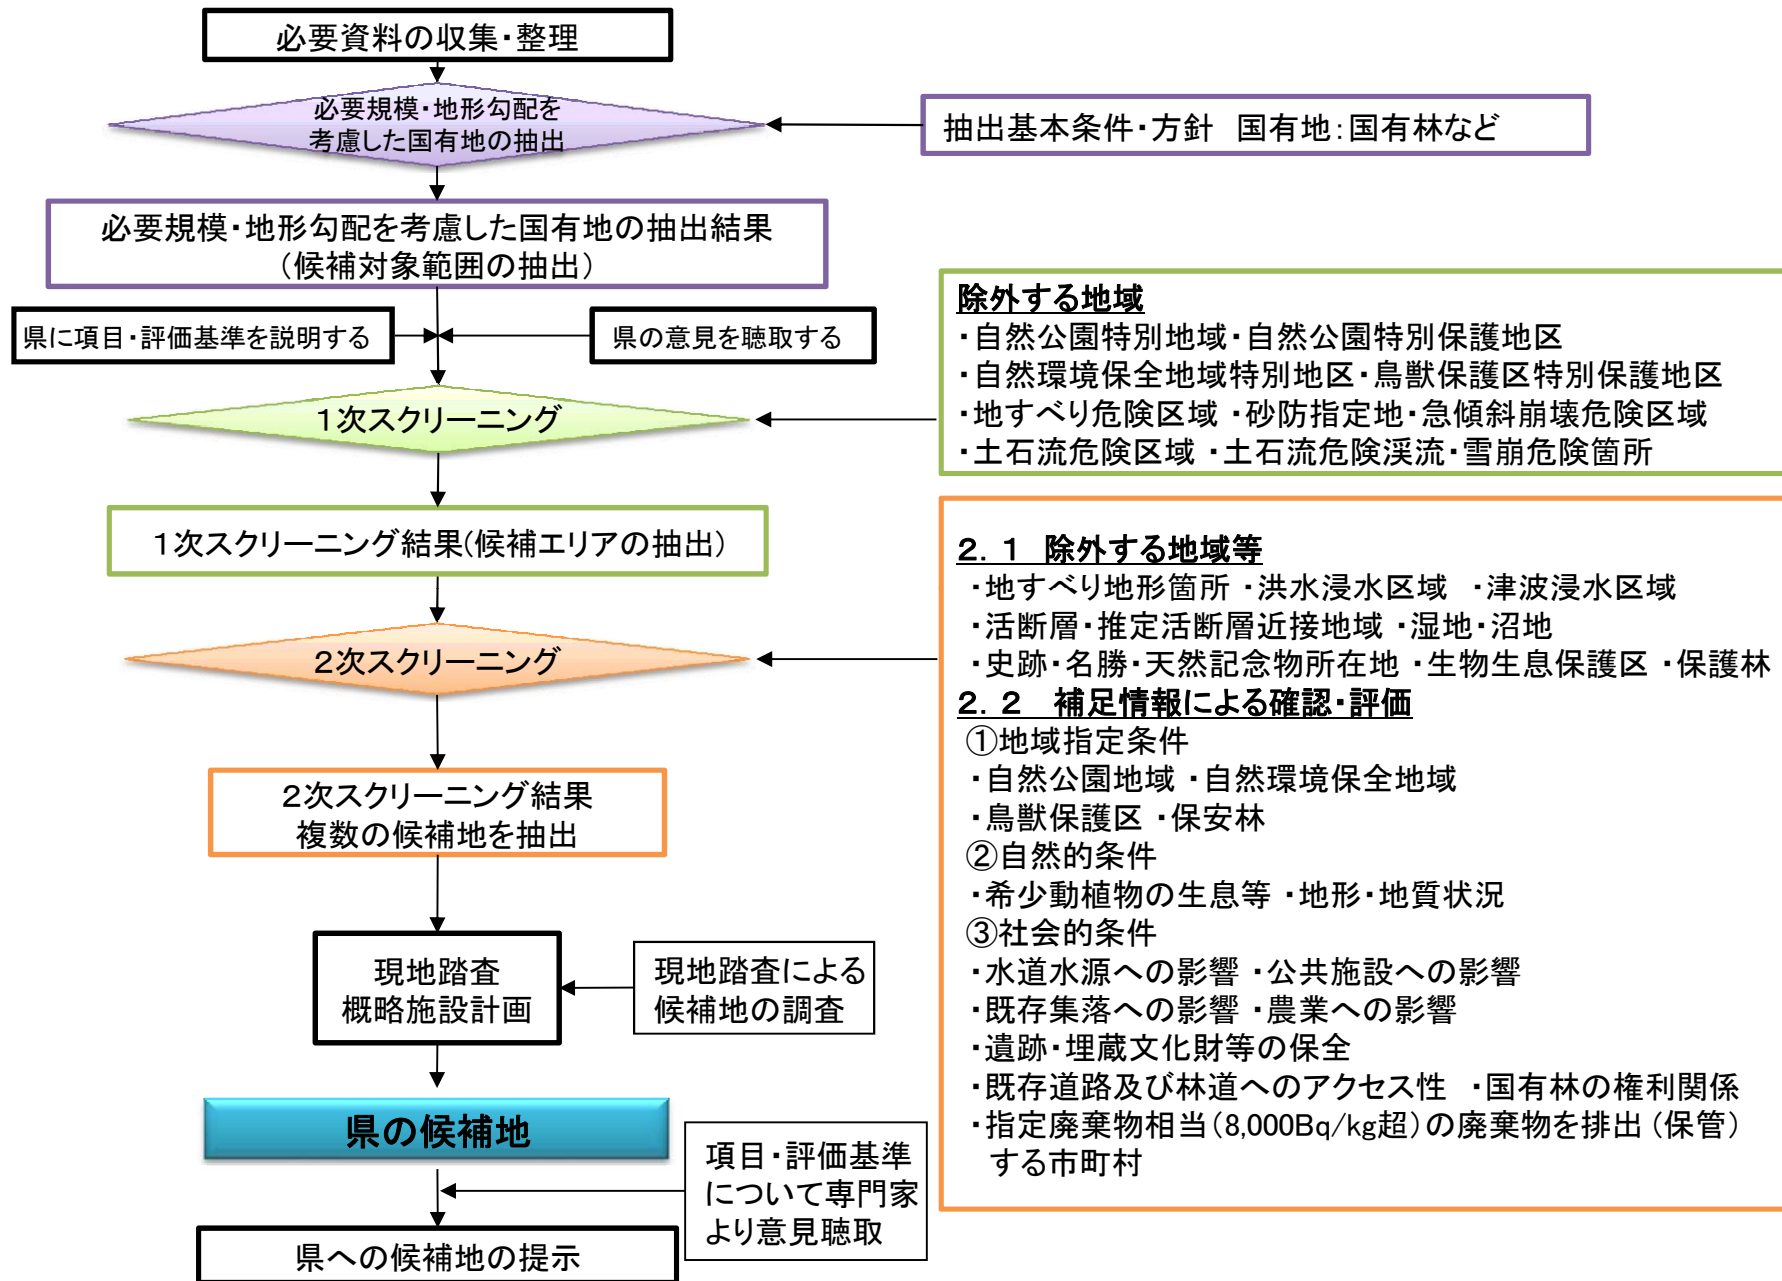 必要資料の収集・整理
必要規模・地形勾配を
考慮した国有地の抽出
抽出基本条件・方針　国有地：国有林など
必要規模・地形勾配を考慮した国有地の抽出結果
（候補対象範囲の抽出）
県に項目・評価基準を説明する
県の意見を聴取する
除外する地域
・自然公園特別地域・自然公園特別保護地区
・自然環境保全地域特別地区・鳥獣保護区特別保護地区
・地すべり危険区域 ・砂防指定地・急傾斜崩壊危険区域
・土石流危険区域 ・土石流危険渓流・雪崩危険箇所
１次スクリーニング
１次スクリーニング結果（候補エリアの抽出）
２次スクリーニング
２．１　除外する地域等
・地すべり地形箇所 ・洪水浸水区域　・津波浸水区域
・活断層・推定活断層近接地域 ・湿地・沼地
・史跡・名勝・天然記念物所在地 ・生物生息保護区 ・保護林
２．２　補足情報による確認・評価
①地域指定条件
・自然公園地域 ・自然環境保全地域
・鳥獣保護区 ・保安林
②自然的条件
・希少動植物の生息等 ・地形・地質状況
③社会的条件
・水道水源への影響 ・公共施設への影響
・既存集落への影響 ・農業への影響
・遺跡・埋蔵文化財等の保全
・既存道路及び林道へのアクセス性　・国有林の権利関係
・指定廃棄物相当（8,000Bq/kg超）の廃棄物を排出（保管）
する市町村
２次スクリーニング結果
複数の候補地を抽出
現地踏査
概略施設計画
現地踏査による
候補地の調査
県の候補地
項目・評価基準
について専門家
より意見聴取
県への候補地の提示